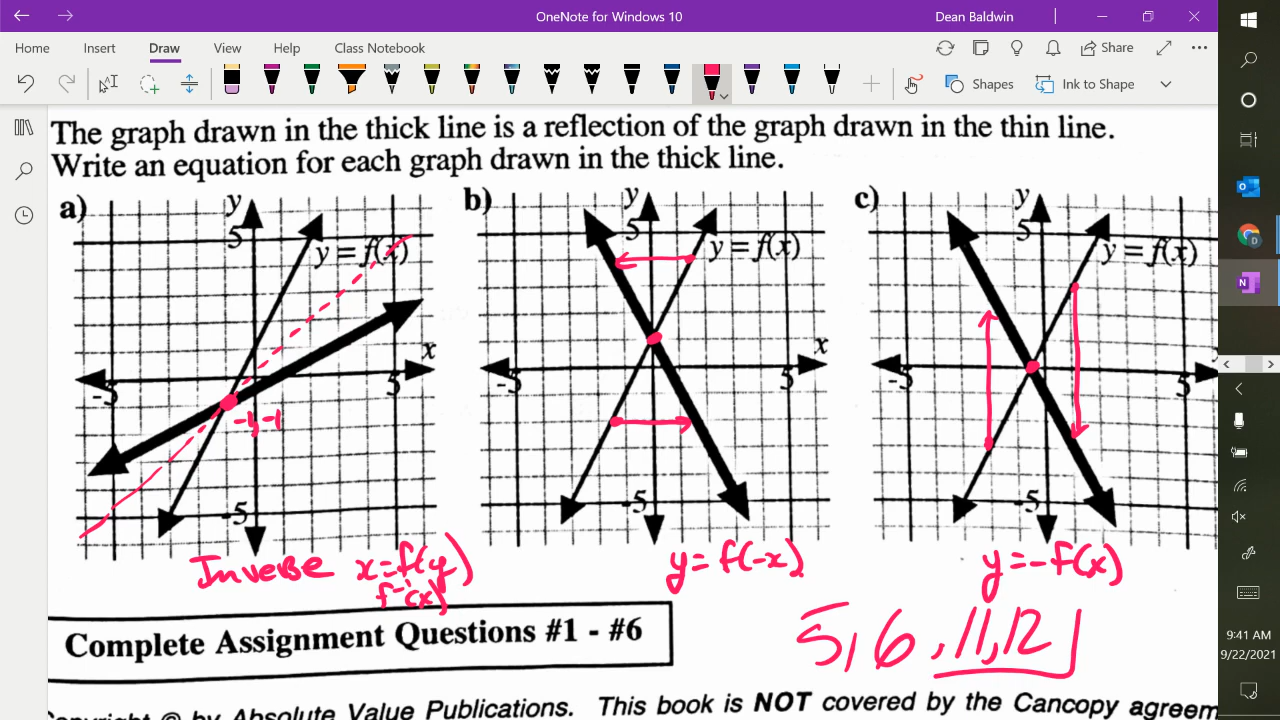 OneNote for Windows 10
Dean Baldwin
Home Insert Draw View Help Class Notebook
Share
Shapes
Ink to Shape
The graph drawn in the thick line is a reflection of the graph drawn in the thin line.
Write an equation for each graph drawn in the thick line.
a) y 5 y = f(x) x -5 5 -5
-1,-1
b) y 5 y = f(x) x -5 5 -5
c) y 5 y = f(x) -5 5 -5
Inverse x=f(y)
f⁻¹(x)
y=f(-x)
y=-f(x)
Complete Assignment Questions #1 - #6
5, 6, 11, 12
by Absolute Value Publications. This book is NOT covered by the Cancopy agreem
9:41 AM
9/22/2021